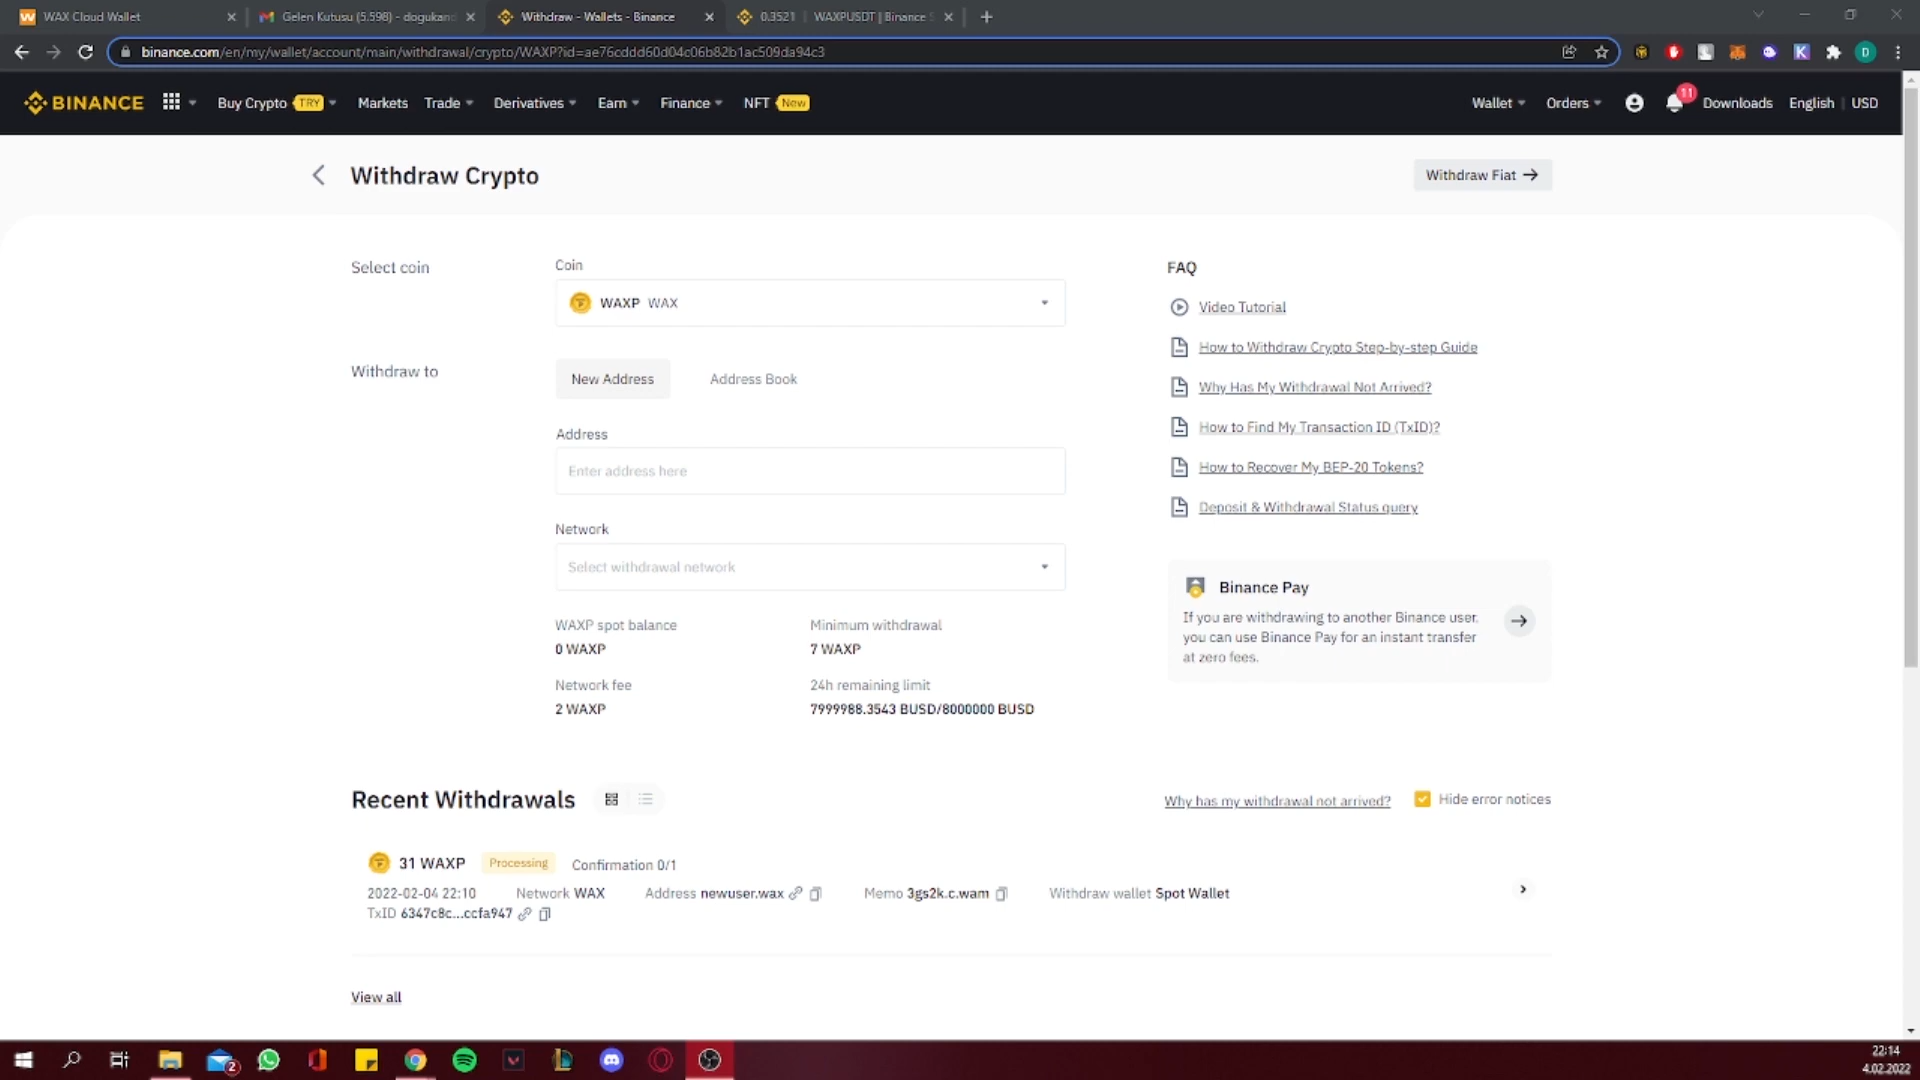 WAX Cloud Wallet
Gelen Kutusu (5.598) - dogukan
Withdraw - Wallets - Binance
0.3521 | WAXPUSDT | Binance S
binance.com/en/my/wallet/account/main/withdrawal/crypto/WAXP?id=ae76cddd60d04c06b82b1ac509da94c3
D
BINANCE
Buy Crypto TRY
Markets
Trade
Derivatives
Earn
Finance
NFT New
Wallet
Orders
11
Downloads
English | USD
Withdraw Crypto
Withdraw Fiat →
Select coin
Coin
WAXP WAX
Withdraw to
New Address
Address Book
Address
Enter address here
Network
Select withdrawal network
WAXP spot balance
0 WAXP
Minimum withdrawal
7 WAXP
Network fee
2 WAXP
24h remaining limit
7999988.3543 BUSD/8000000 BUSD
FAQ
Video Tutorial
How to Withdraw Crypto Step-by-step Guide
Why Has My Withdrawal Not Arrived?
How to Find My Transaction ID (TxID)?
How to Recover My BEP-20 Tokens?
Deposit & Withdrawal Status query
Binance Pay
If you are withdrawing to another Binance user,
you can use Binance Pay for an instant transfer
at zero fees.
Recent Withdrawals
Why has my withdrawal not arrived?
Hide error notices
31 WAXP Processing Confirmation 0/1
2022-02-04 22:10 Network WAX Address newuser.wax Memo 3gs2k.c.wam Withdraw wallet Spot Wallet
TxID 6347c8c...ccfa947
View all
2
22:14
4.02.2022